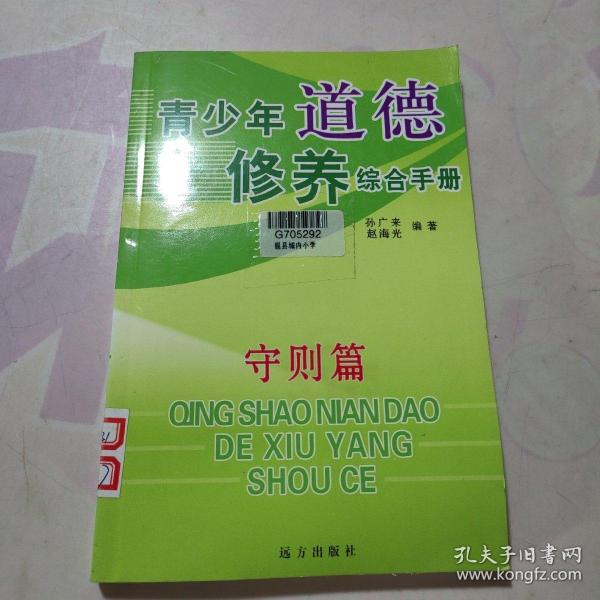 青少年 道德
修养 综合手册
孙广来
赵海光 编著
G705292
守则篇
QING SHAO NIAN DAO
DE XIU YANG
SHOU CE
远方出版社
孔夫子旧书网
www.kongfz.com